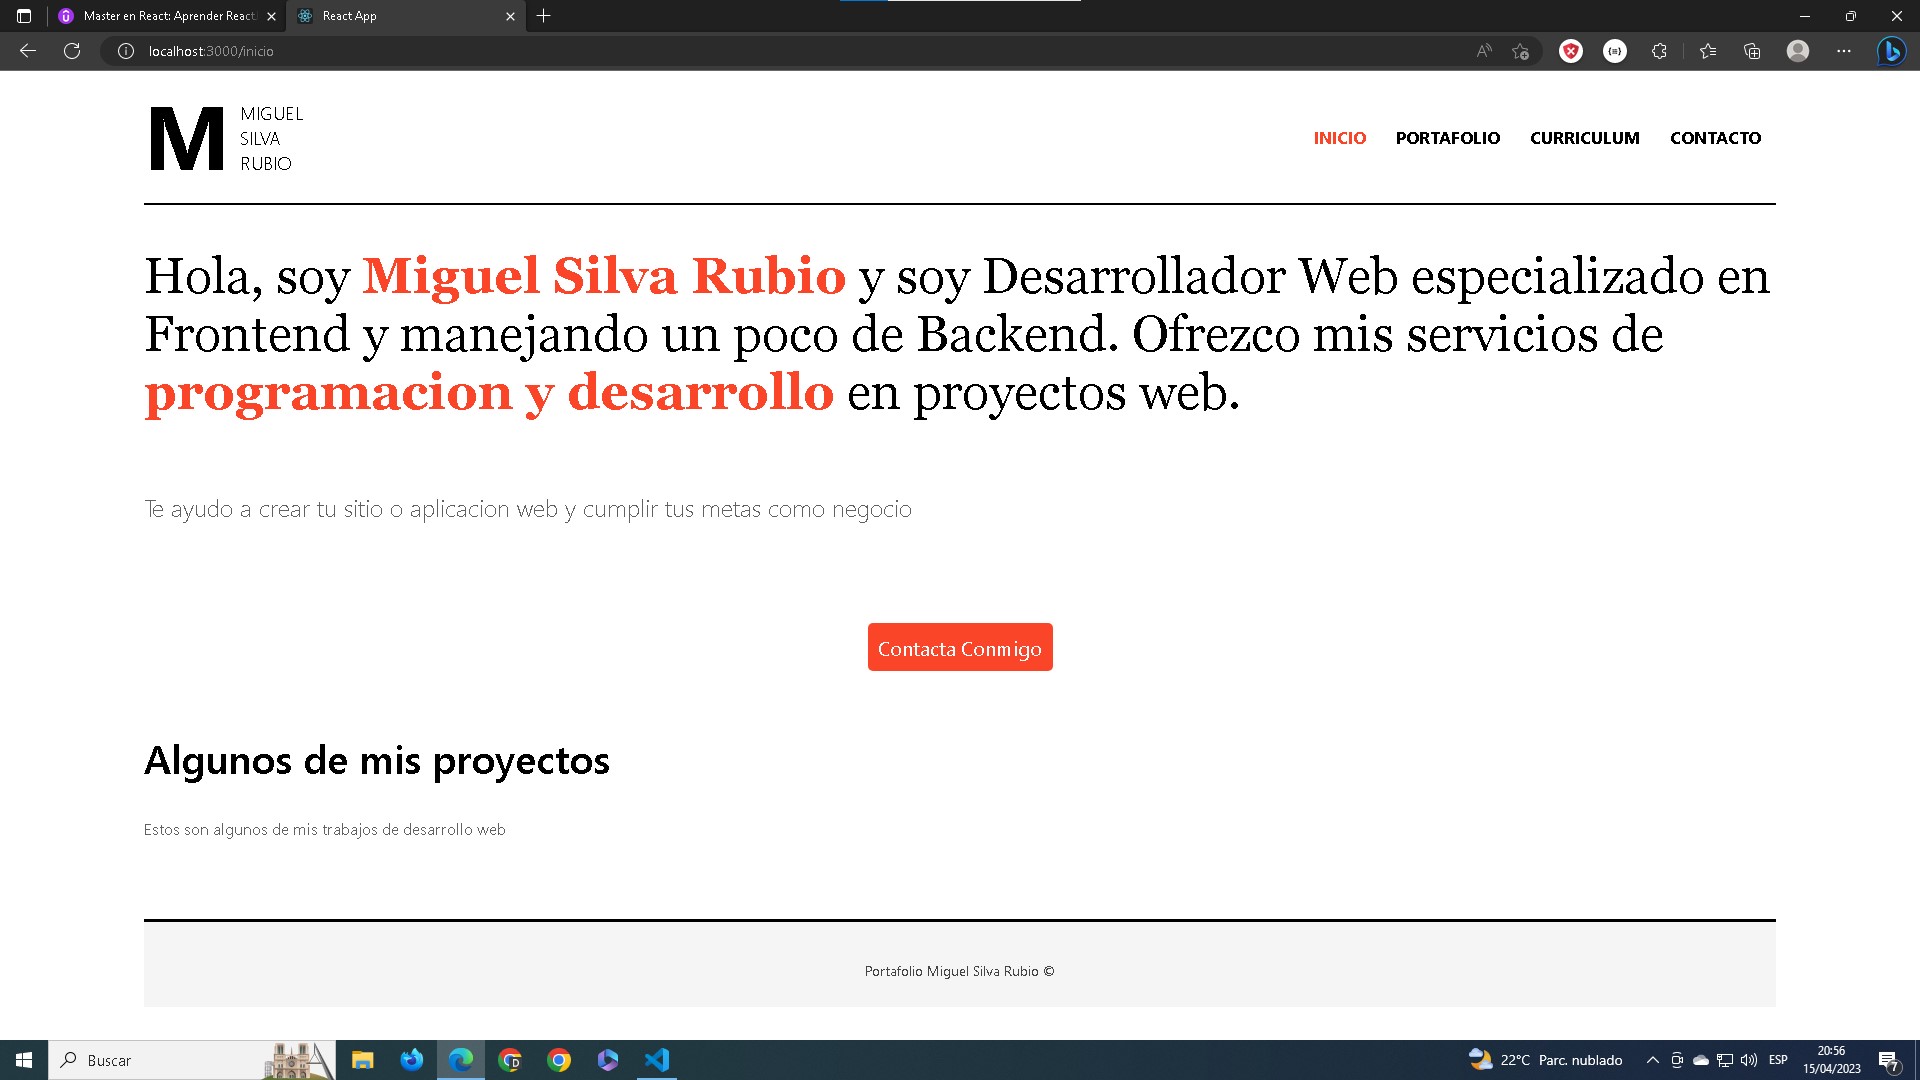 Master en React: Aprender React
React App
localhost:3000/inicio
M
MIGUEL
SILVA
RUBIO
INICIO PORTAFOLIO CURRICULUM CONTACTO
Hola, soy Miguel Silva Rubio y soy Desarrollador Web especializado en
Frontend y manejando un poco de Backend. Ofrezco mis servicios de
programacion y desarrollo en proyectos web.
Te ayudo a crear tu sitio o aplicacion web y cumplir tus metas como negocio
Contacta Conmigo
Algunos de mis proyectos
Estos son algunos de mis trabajos de desarrollo web
Portafolio Miguel Silva Rubio ©
Buscar
22°C Parc. nublado
ESP
20:56
15/04/2023
7